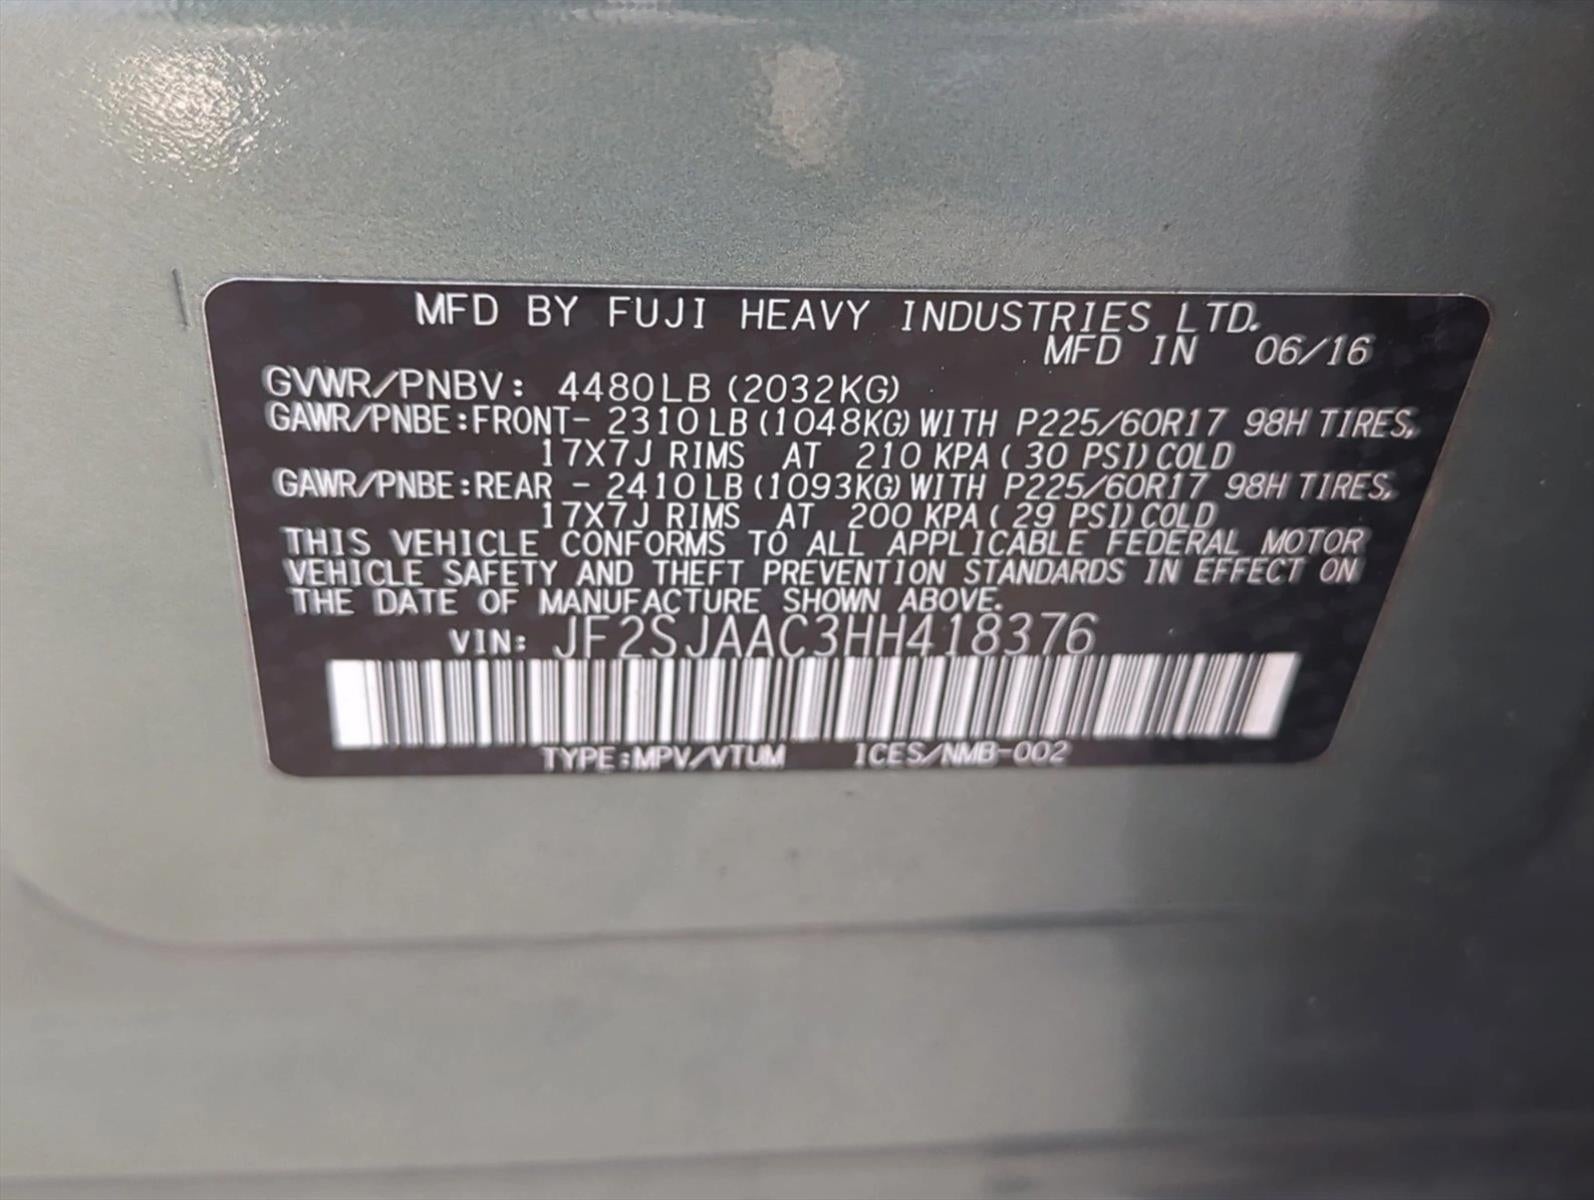 MFD BY FUJI HEAVY INDUSTRIES LTD.
MFD IN 06/16
GVWR/PNBV: 4480LB (2032KG)
GAWR/PNBE:FRONT- 2310LB (1048KG) WITH P225/60R17 98H TIRES,
17X7J RIMS AT 210 KPA ( 30 PSI) COLD
GAWR/PNBE:REAR - 2410LB (1093KG) WITH P225/60R17 98H TIRES,
17X7J RIMS AT 200 KPA ( 29 PSI) COLD
THIS VEHICLE CONFORMS TO ALL APPLICABLE FEDERAL MOTOR
VEHICLE SAFETY AND THEFT PREVENTION STANDARDS IN EFFECT ON
THE DATE OF MANUFACTURE SHOWN ABOVE.
VIN: JF2SJAAC3HH418376
TYPE:MPV/VTUM ICES/NMB-002